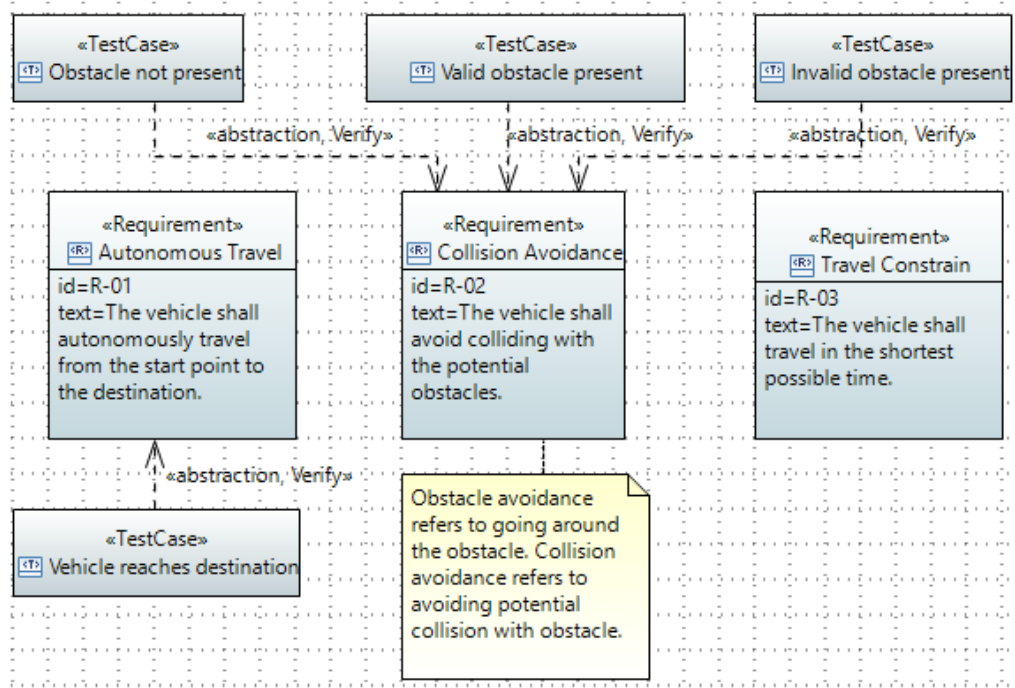 «TestCase»
<T> Obstacle not present
«TestCase»
<T> Valid obstacle present
«TestCase»
<T> Invalid obstacle present
«abstraction, Verify»
«abstraction, Verify»
«abstraction, Verify»
«Requirement»
<R> Autonomous Travel
id=R-01
text=The vehicle shall
autonomously travel
from the start point to
the destination.
«Requirement»
<R> Collision Avoidance
id=R-02
text=The vehicle shall
avoid colliding with
the potential
obstacles.
«Requirement»
<R> Travel Constrain
id=R-03
text=The vehicle shall
travel in the shortest
possible time.
«abstraction, Verify»
«TestCase»
<T> Vehicle reaches destination
Obstacle avoidance
refers to going around
the obstacle. Collision
avoidance refers to
avoiding potential
collision with obstacle.